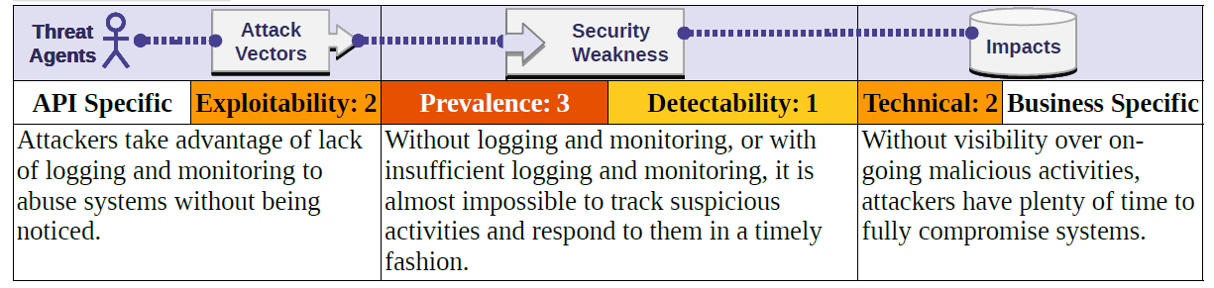 Threat
Agents
Attack
Vectors
Security
Weakness
Impacts
API Specific
Exploitability: 2
Prevalence: 3
Detectability: 1
Technical: 2
Business Specific
Attackers take advantage of lack
of logging and monitoring to
abuse systems without being
noticed.
Without logging and monitoring, or with
insufficient logging and monitoring, it is
almost impossible to track suspicious
activities and respond to them in a timely
fashion.
Without visibility over on-
going malicious activities,
attackers have plenty of time to
fully compromise systems.